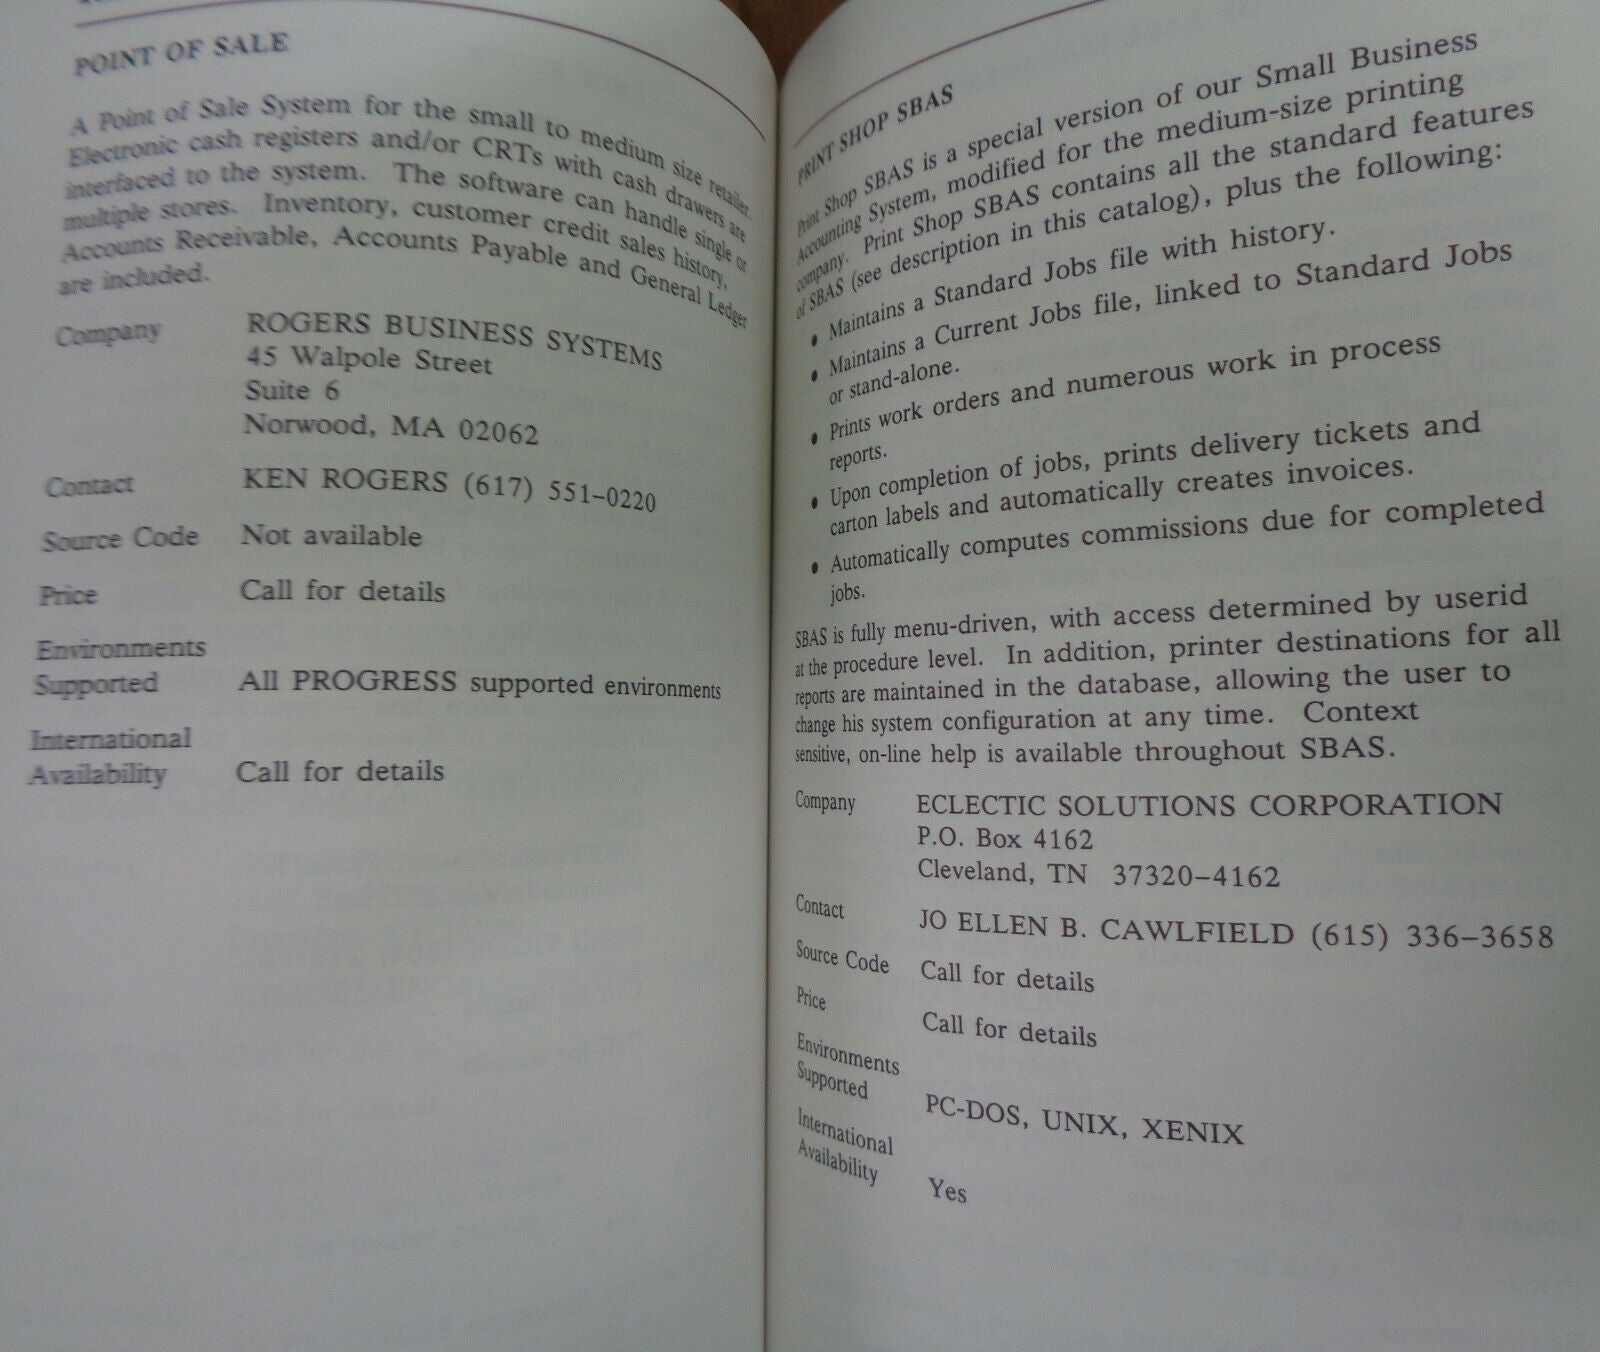 POINT OF SALE
A Point of Sale System for the small to medium size retailer.
Electronic cash registers and/or CRTs with cash drawers are
interfaced to the system. The software can handle single or
multiple stores. Inventory, customer credit sales history,
Accounts Receivable, Accounts Payable and General Ledger
are included.
Company ROGERS BUSINESS SYSTEMS
45 Walpole Street
Suite 6
Norwood, MA 02062
Contact KEN ROGERS (617) 551-0220
Source Code Not available
Price Call for details
Environments
Supported All PROGRESS supported environments
International
Availability Call for details
PRINT SHOP SBAS
Print Shop SBAS is a special version of our Small Business
Accounting System, modified for the medium-size printing
company. Print Shop SBAS contains all the standard features
of SBAS (see description in this catalog), plus the following:
• Maintains a Standard Jobs file with history.
• Maintains a Current Jobs file, linked to Standard Jobs
or stand-alone.
• Prints work orders and numerous work in process
reports.
• Upon completion of jobs, prints delivery tickets and
carton labels and automatically creates invoices.
• Automatically computes commissions due for completed
jobs.
SBAS is fully menu-driven, with access determined by userid
at the procedure level. In addition, printer destinations for all
reports are maintained in the database, allowing the user to
change his system configuration at any time. Context
sensitive, on-line help is available throughout SBAS.
Company ECLECTIC SOLUTIONS CORPORATION
P.O. Box 4162
Cleveland, TN 37320-4162
Contact JO ELLEN B. CAWLFIELD (615) 336-3658
Source Code Call for details
Price Call for details
Environments
Supported PC-DOS, UNIX, XENIX
International
Availability Yes